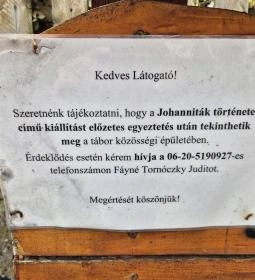 Kedves Látogató!
Szeretnénk tájékoztatni, hogy a Johanniták története
című kiállítást előzetes egyeztetés után tekinthetik
meg a tábor közösségi épületében.
Érdeklődés esetén kérem hívja a 06-20-5190927-es
telefonszámon Fáyné Tornóczky Juditot.
Megértését köszönjük!